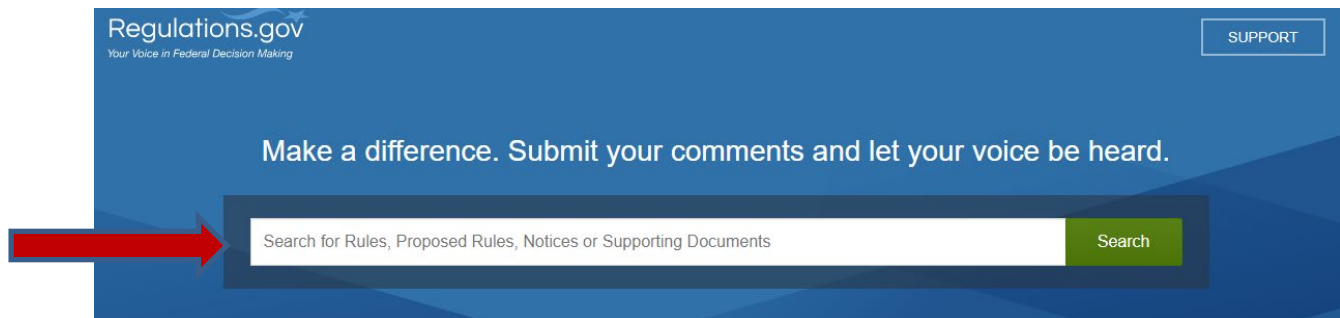 Regulations.gov
Your Voice in Federal Decision Making
SUPPORT
Make a difference. Submit your comments and let your voice be heard.
Search for Rules, Proposed Rules, Notices or Supporting Documents
Search